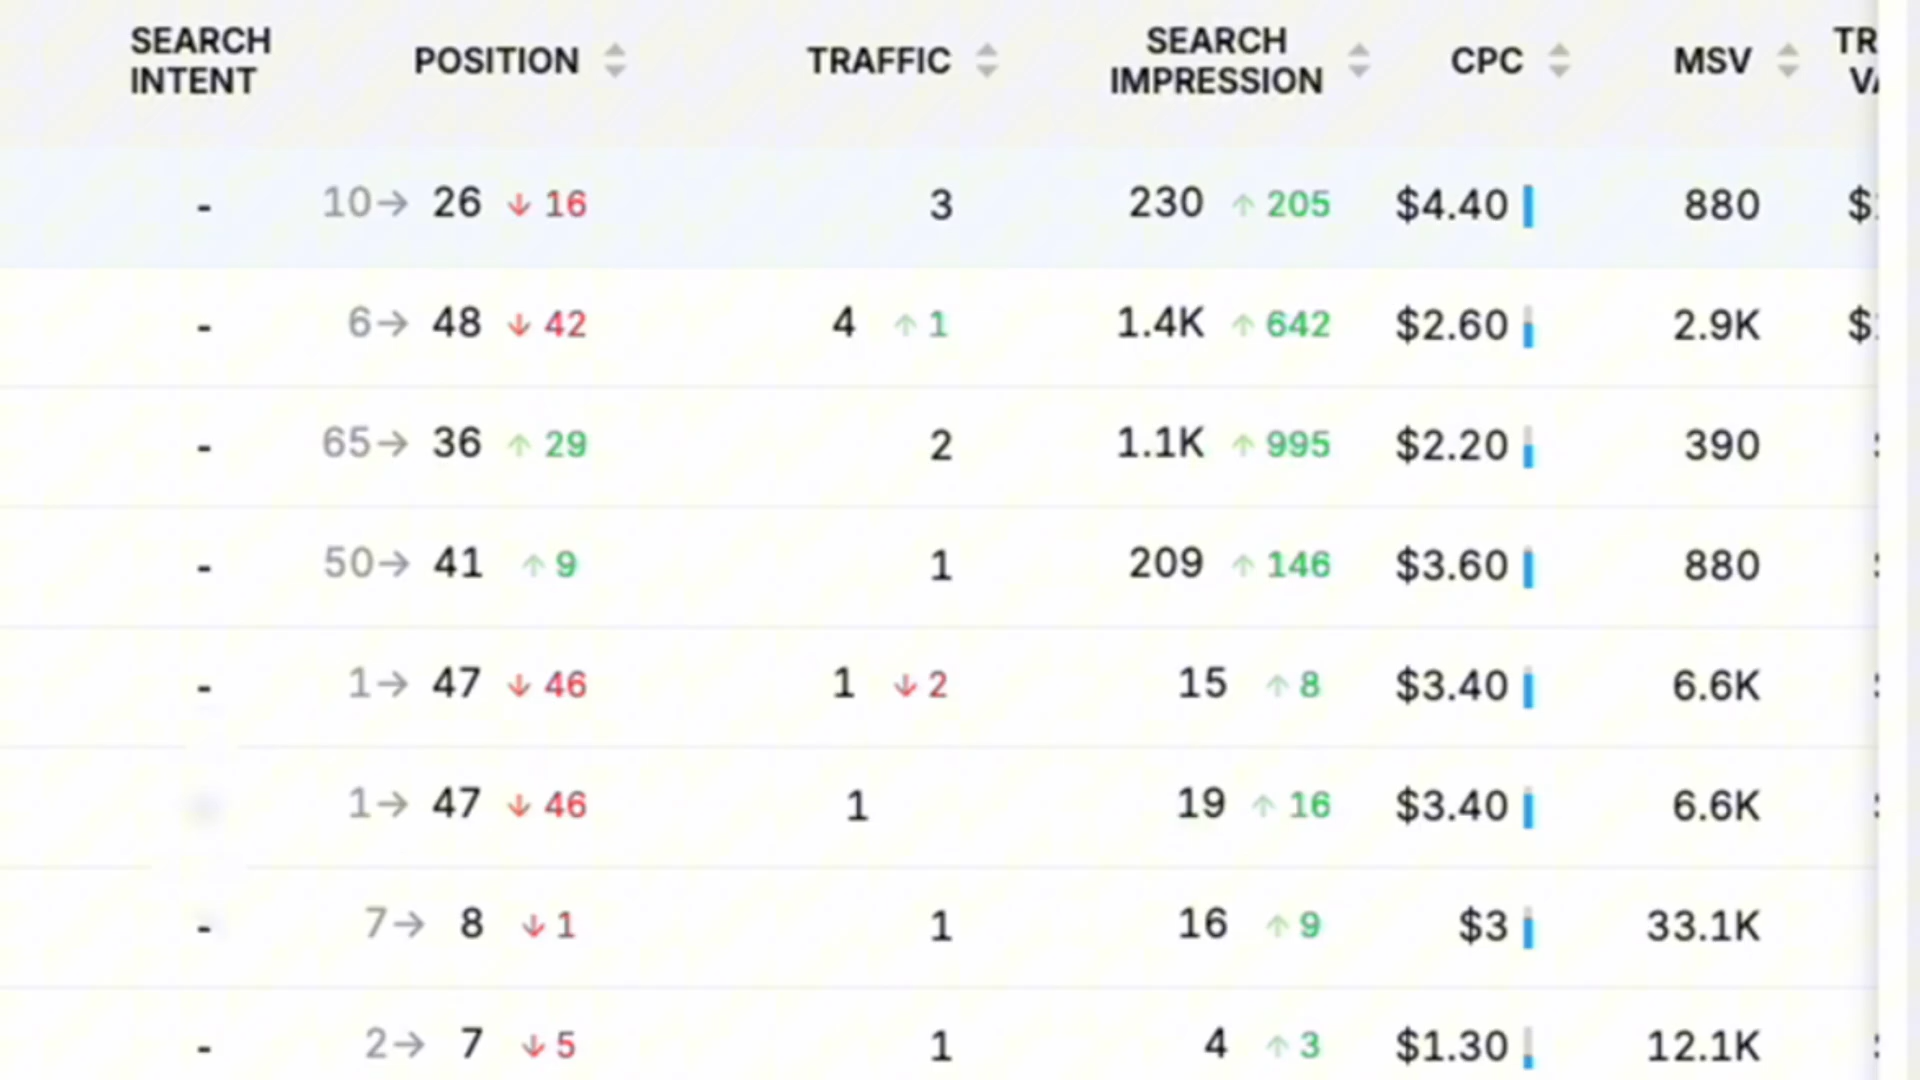 SEARCH INTENT POSITION TRAFFIC SEARCH IMPRESSION CPC MSV
- 10→ 26 ↓ 16 3 230 ↑ 205 $4.40 880 $
- 6→ 48 ↓ 42 4 ↑ 1 1.4K ↑ 642 $2.60 2.9K $
- 65→ 36 ↑ 29 2 1.1K ↑ 995 $2.20 390
- 50→ 41 ↑ 9 1 209 ↑ 146 $3.60 880
- 1→ 47 ↓ 46 1 ↓ 2 15 ↑ 8 $3.40 6.6K
1→ 47 ↓ 46 1 19 ↑ 16 $3.40 6.6K
- 7→ 8 ↓ 1 1 16 ↑ 9 $3 33.1K
- 2→ 7 ↓ 5 1 4 ↑ 3 $1.30 12.1K